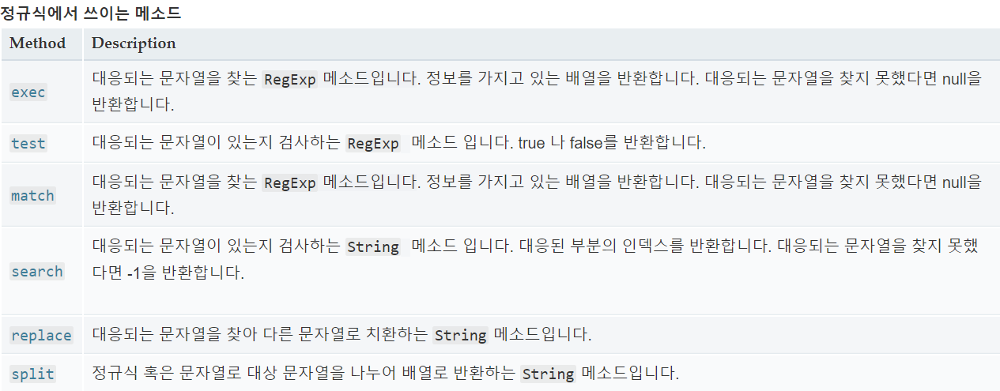 정규식에서 쓰이는 메소드
Method Description
exec 대응되는 문자열을 찾는 RegExp 메소드입니다. 정보를 가지고 있는 배열을 반환합니다. 대응되는 문자열을 찾지 못했다면 null을
반환합니다.
test 대응되는 문자열이 있는지 검사하는 RegExp 메소드 입니다. true 나 false를 반환합니다.
match 대응되는 문자열을 찾는 RegExp 메소드입니다. 정보를 가지고 있는 배열을 반환합니다. 대응되는 문자열을 찾지 못했다면 null을
반환합니다.
search 대응되는 문자열이 있는지 검사하는 String 메소드 입니다. 대응된 부분의 인덱스를 반환합니다. 대응되는 문자열을 찾지 못했
다면 -1을 반환합니다.
replace 대응되는 문자열을 찾아 다른 문자열로 치환하는 String 메소드입니다.
split 정규식 혹은 문자열로 대상 문자열을 나누어 배열로 반환하는 String 메소드입니다.